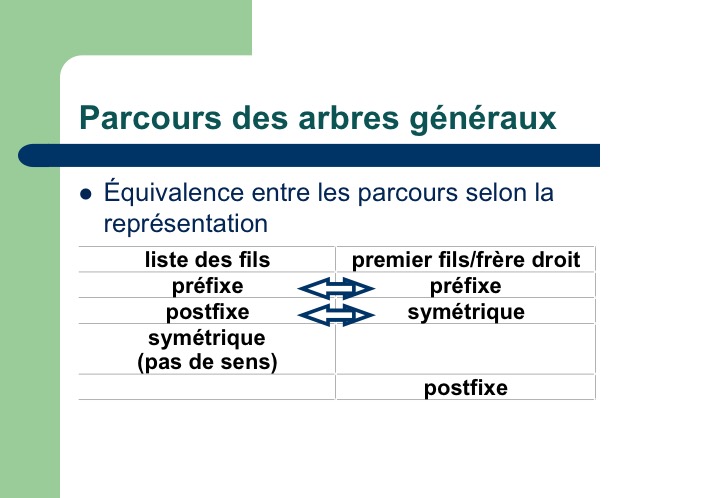 Parcours des arbres généraux
Équivalence entre les parcours selon la
représentation
liste des fils premier fils/frère droit
préfixe préfixe
postfixe symétrique
symétrique
(pas de sens)
postfixe